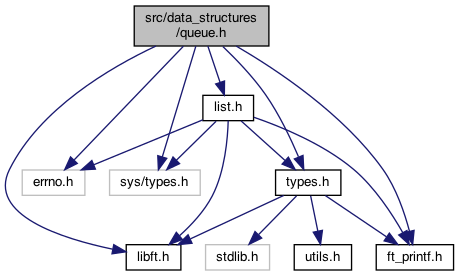 src/data_structures
/queue.h
list.h
errno.h
sys/types.h
types.h
libft.h
stdlib.h
utils.h
ft_printf.h